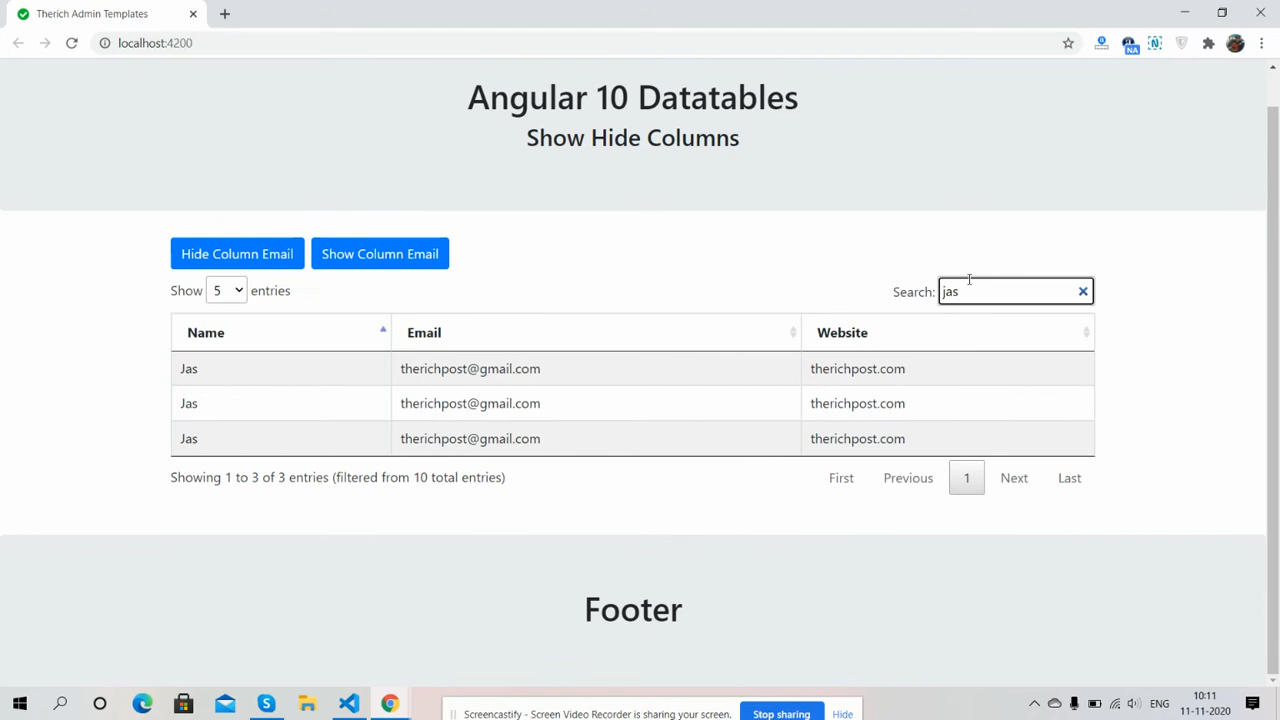 Therich Admin Templates
localhost:4200
NA
Angular 10 Datatables
Show Hide Columns
Hide Column Email Show Column Email
Show 5 entries Search: jas
Name Email Website
Jas therichpost@gmail.com therichpost.com
Jas therichpost@gmail.com therichpost.com
Jas therichpost@gmail.com therichpost.com
Showing 1 to 3 of 3 entries (filtered from 10 total entries) First Previous 1 Next Last
Footer
Screencastify - Screen Video Recorder is sharing your screen. Stop sharing Hide
ENG
10:11
11-11-2020